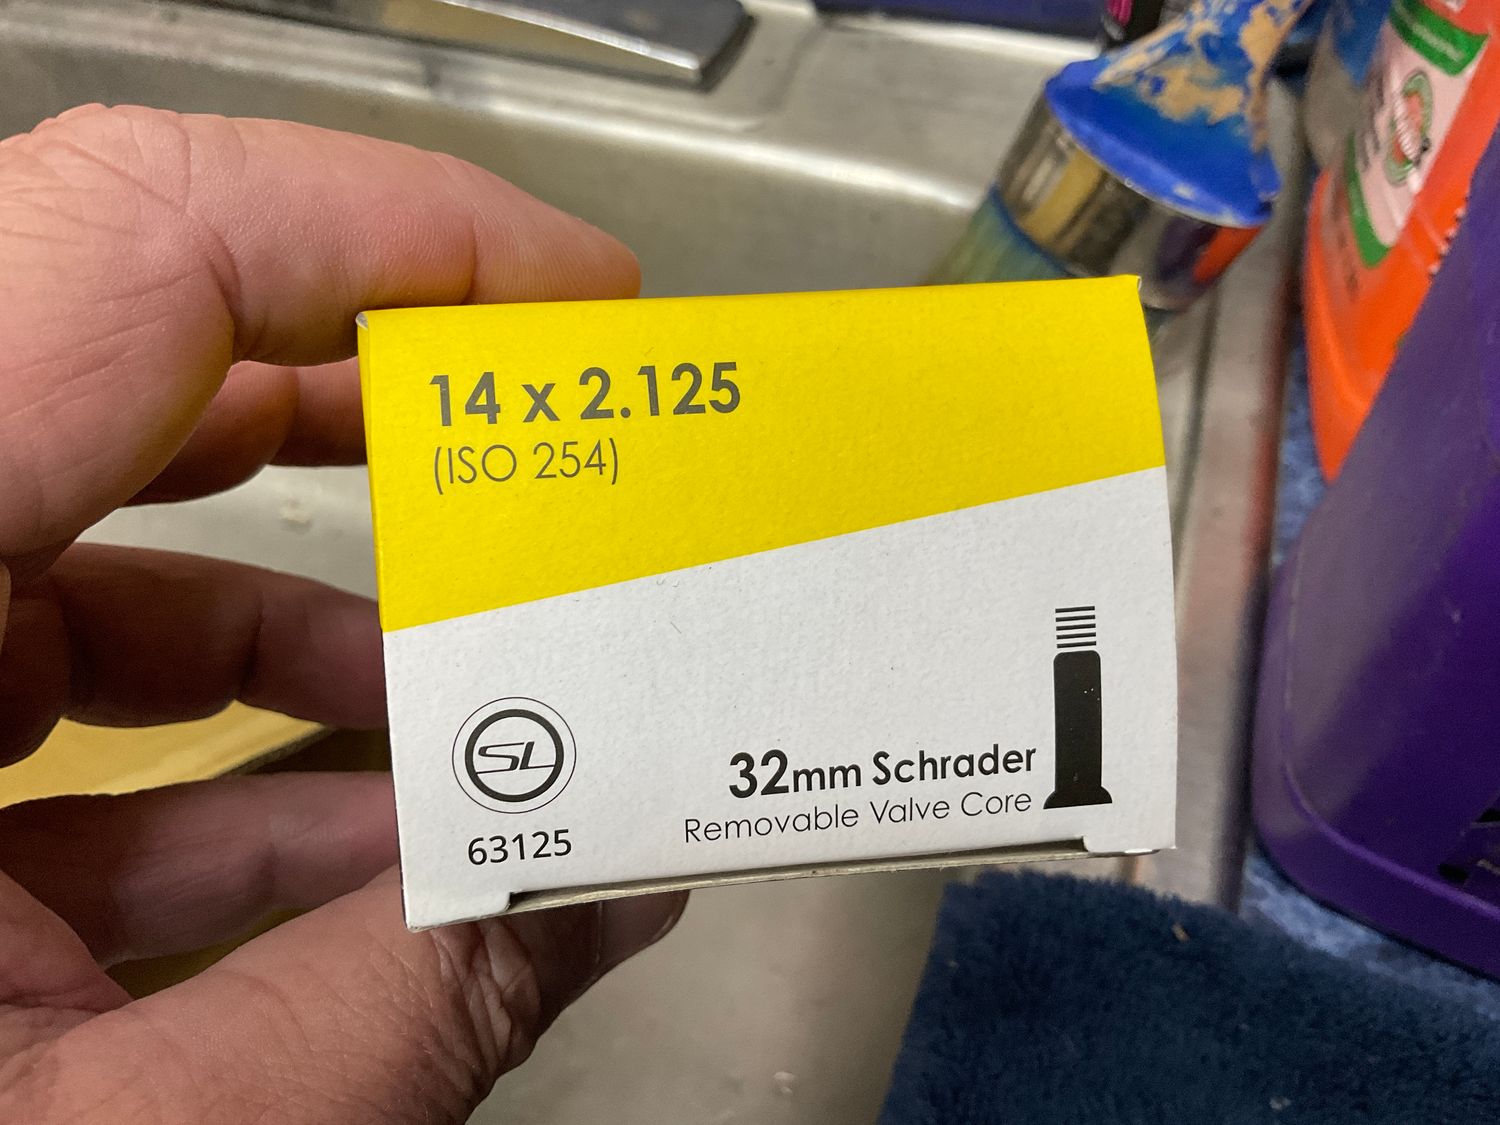 14 x 2.125
(ISO 254)
SL
63125
32mm Schrader
Removable Valve Core